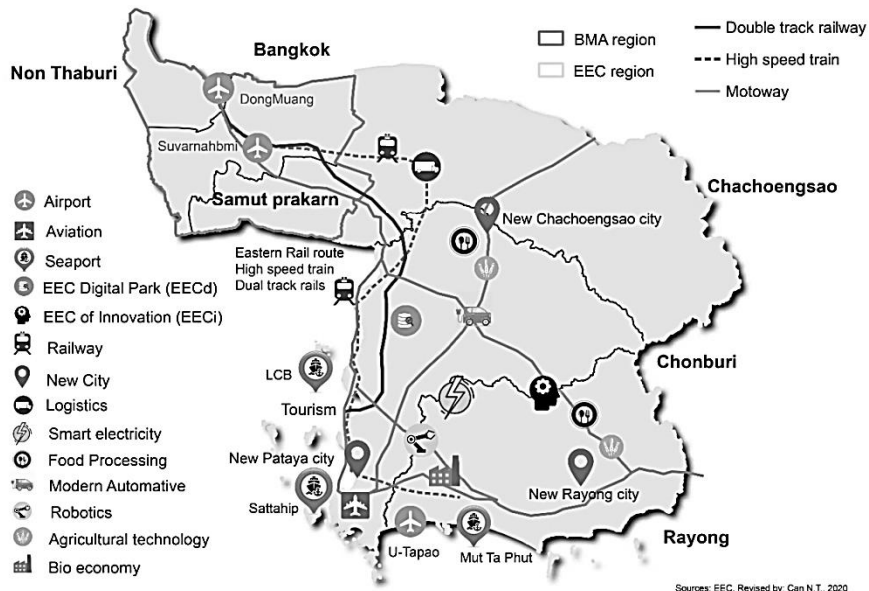 Bangkok
Non Thaburi
DongMuang
Suvarnahbmi
Samut prakarn
BMA region
EEC region
Double track railway
High speed train
Motoway
Chachoengsao
New Chachoengsao city
Eastern Rail route
High speed train
Dual track rails
Airport
Aviation
Seaport
EEC Digital Park (EECd)
EEC of Innovation (EECi)
Railway
New City
Logistics
Smart electricity
Food Processing
Modern Automative
Robotics
Agricultural technology
Bio economy
Chonburi
LCB
Tourism
New Pataya city
Sattahip
New Rayong city
U-Tapao
Mut Ta Phut
Rayong
Sources: EEC. Revised by: Can N.T., 2020